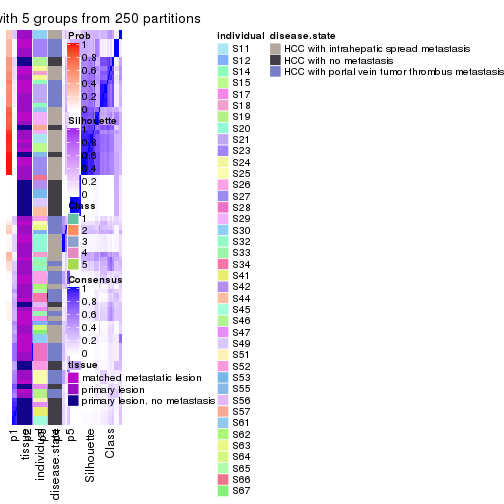 with 5 groups from 250 partitions
Prob
1
0.8
0.6
0.4
0.2
0
Silhouette
1
0.8
0.6
0.4
0.2
0
Class
1
2
3
4
5
Consensus
1
0.8
0.6
0.4
0.2
0
tissue
matched metastatic lesion
primary lesion
primary lesion. no metastasis
individual
S11
S12
S14
S15
S17
S18
S19
S20
S21
S23
S24
S25
S26
S27
S28
S29
S30
S32
S33
S34
S41
S42
S44
S45
S46
S47
S49
S51
S52
S53
S55
S56
S57
S61
S62
S63
S64
S65
S66
S67
disease.state
HCC with intrahepatic spread metastasis
HCC with no metastasis
HCC with portal vein tumor thrombus metastasis
p1
tissue
individual
disease.state
p5
Silhouette
Class